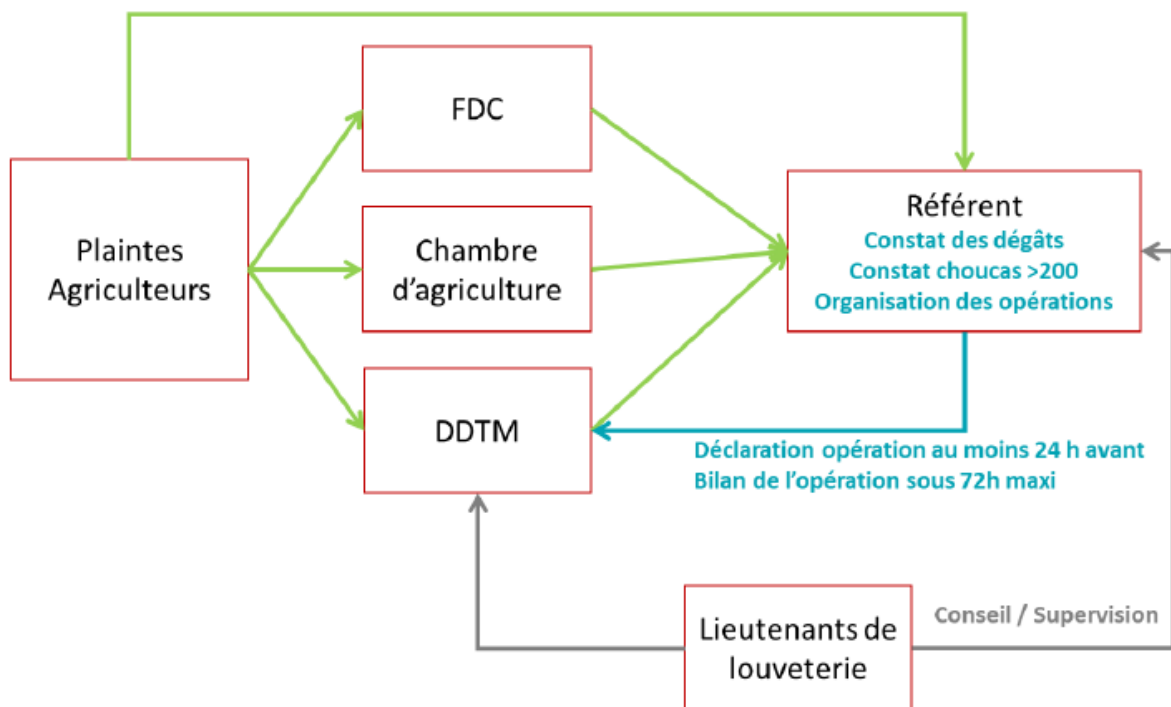 FDC
Plaintes
Agriculteurs
Chambre
d'agriculture
DDTM
Référent
Constat des dégâts
Constat choucas >200
Organisation des opérations
Déclaration opération au moins 24 h avant
Bilan de l'opération sous 72h maxi
Lieutenants de
louveterie
Conseil / Supervision